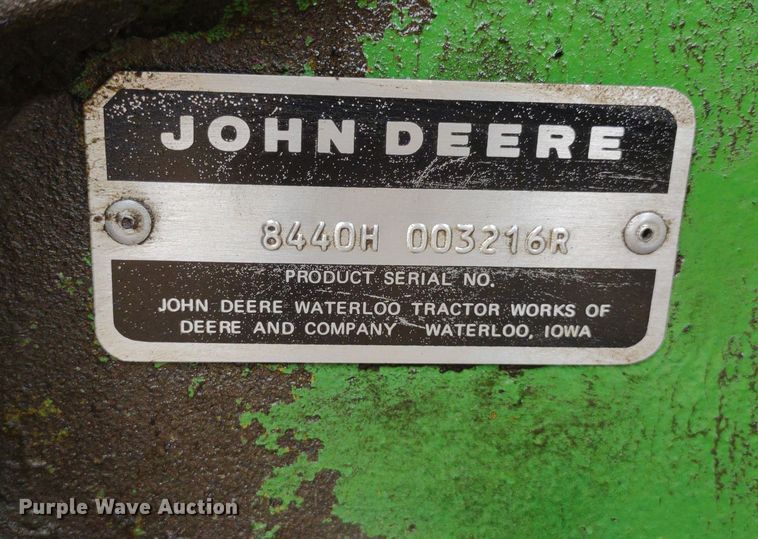 JOHN DEERE
8440H 003216R
PRODUCT SERIAL NO.
JOHN DEERE WATERLOO TRACTOR WORKS OF
DEERE AND COMPANY WATERLOO, IOWA
Purple Wave Auction